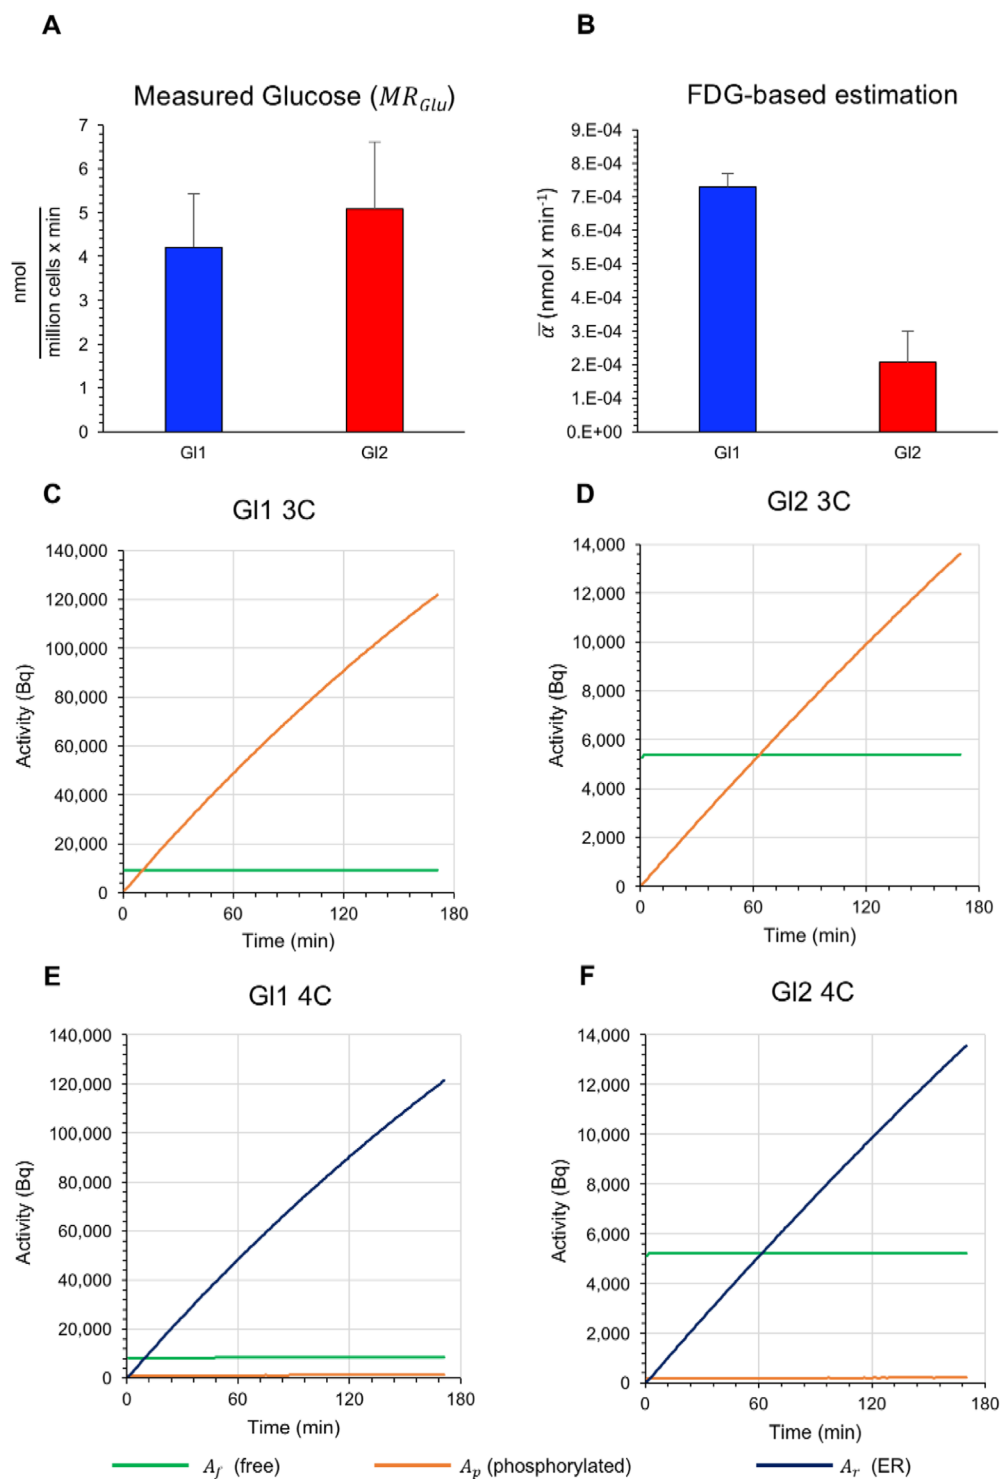 A
B
Measured Glucose (MR_Glu)
FDG-based estimation
nmol
million cells x min
7
6
5
4
3
2
1
0
GI1
GI2
α̅ (nmol x min⁻¹)
9.E-04
8.E-04
7.E-04
6.E-04
5.E-04
4.E-04
3.E-04
2.E-04
1.E-04
0.E+00
GI1
GI2
C
D
GI1 3C
GI2 3C
Activity (Bq)
140,000
120,000
100,000
80,000
60,000
40,000
20,000
0
0 60 120 180
Time (min)
Activity (Bq)
14,000
12,000
10,000
8,000
6,000
4,000
2,000
0
0 60 120 180
Time (min)
E
F
GI1 4C
GI2 4C
Activity (Bq)
140,000
120,000
100,000
80,000
60,000
40,000
20,000
0
0 60 120 180
Time (min)
Activity (Bq)
14,000
12,000
10,000
8,000
6,000
4,000
2,000
0
0 60 120 180
Time (min)
A_f (free) A_p (phosphorylated) A_r (ER)